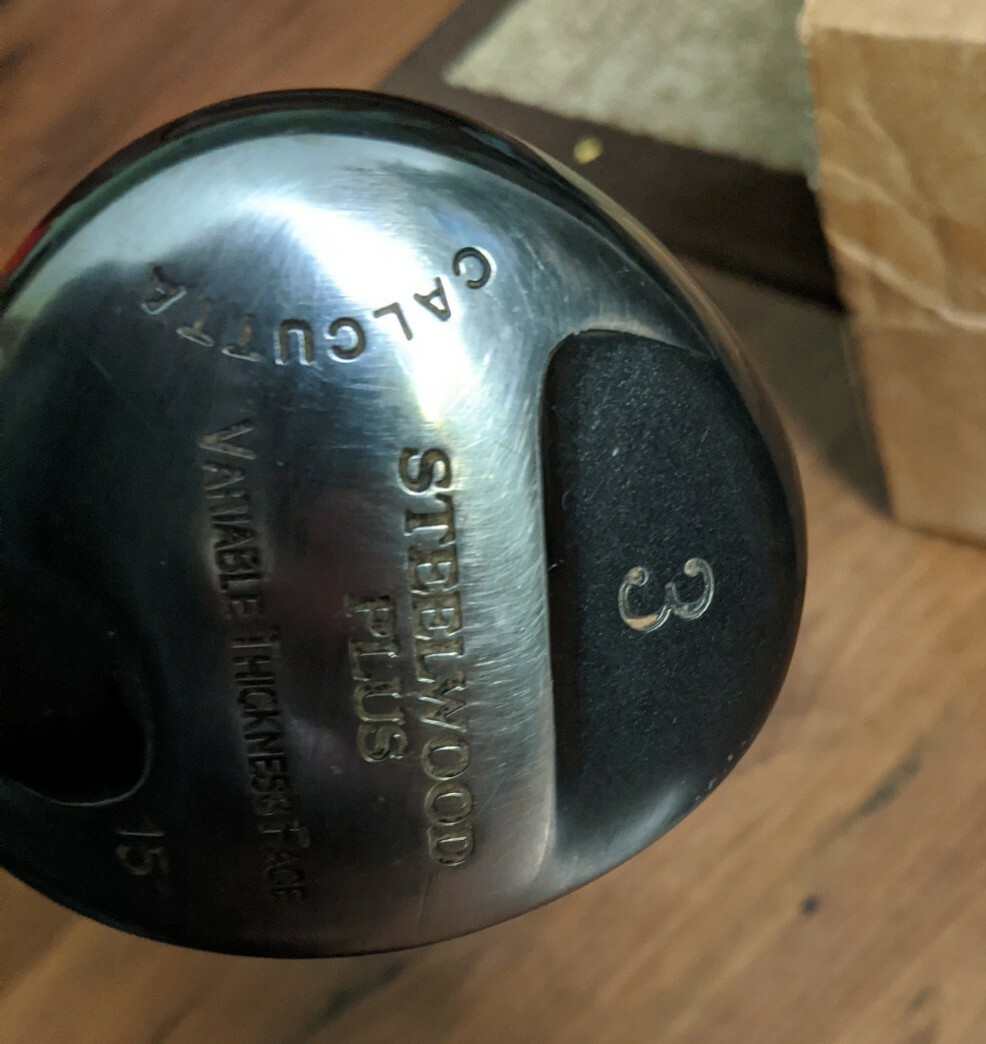 CALCUTTA
STEELWOOD
PLUS
VARIABLE THICKNESS FACE
15
3